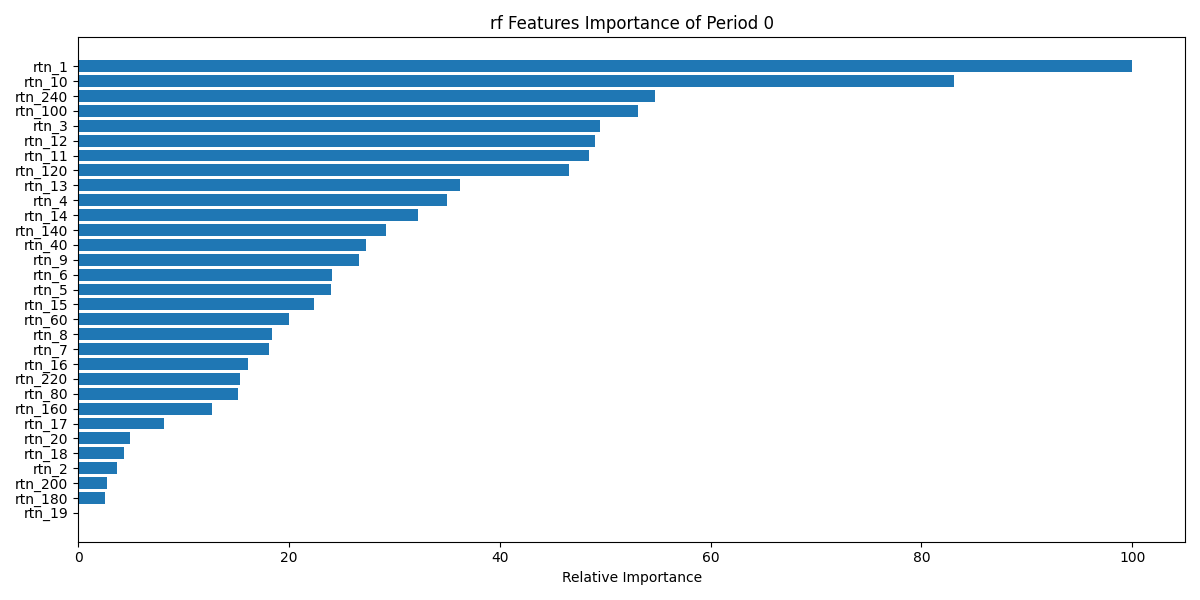 rf Features Importance of Period 0
rtn_1
rtn_10
rtn_240
rtn_100
rtn_3
rtn_12
rtn_11
rtn_120
rtn_13
rtn_4
rtn_14
rtn_140
rtn_40
rtn_9
rtn_6
rtn_5
rtn_15
rtn_60
rtn_8
rtn_7
rtn_16
rtn_220
rtn_80
rtn_160
rtn_17
rtn_20
rtn_18
rtn_2
rtn_200
rtn_180
rtn_19
0 20 40 60 80 100
Relative Importance